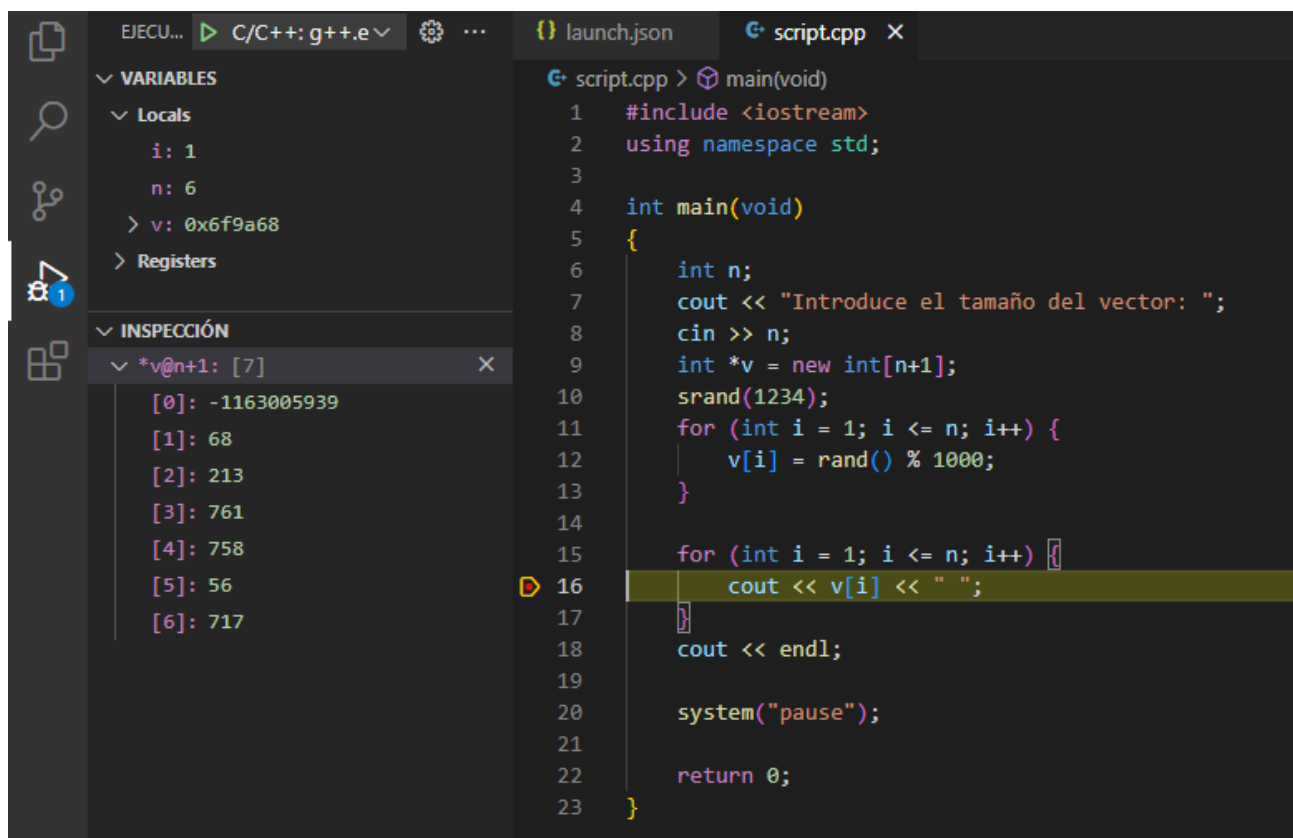 EJECU... C/C++: g++.e ...
VARIABLES
Locals
i: 1
n: 6
v: 0x6f9a68
Registers
1
INSPECCIÓN
*v@n+1: [7]
[0]: -1163005939
[1]: 68
[2]: 213
[3]: 761
[4]: 758
[5]: 56
[6]: 717
{} launch.json script.cpp X
script.cpp > main(void)
1 #include <iostream>
2 using namespace std;
3
4 int main(void)
5 {
6 int n;
7 cout << "Introduce el tamaño del vector: ";
8 cin >> n;
9 int *v = new int[n+1];
10 srand(1234);
11 for (int i = 1; i <= n; i++) {
12 v[i] = rand() % 1000;
13 }
14
15 for (int i = 1; i <= n; i++) {
16 cout << v[i] << " ";
17 }
18 cout << endl;
19
20 system("pause");
21
22 return 0;
23 }